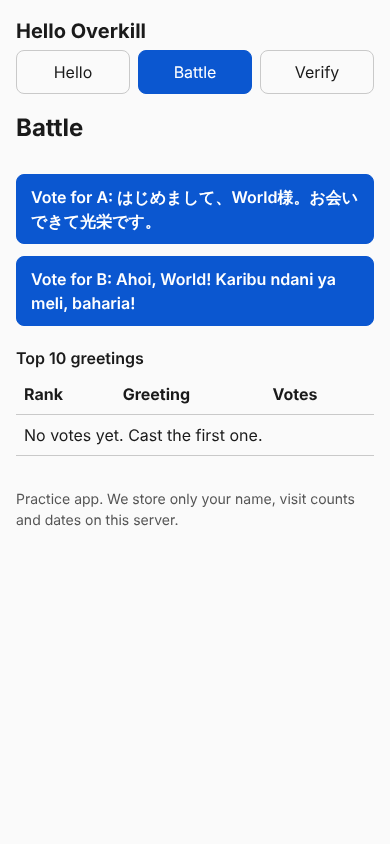 Hello Overkill
Hello
Battle
Verify
Battle
Vote for A: はじめまして、World様。お会い
できて光栄です。
Vote for B: Ahoi, World! Karibu ndani ya
meli, baharia!
Top 10 greetings
Rank Greeting Votes
No votes yet. Cast the first one.
Practice app. We store only your name, visit counts
and dates on this server.